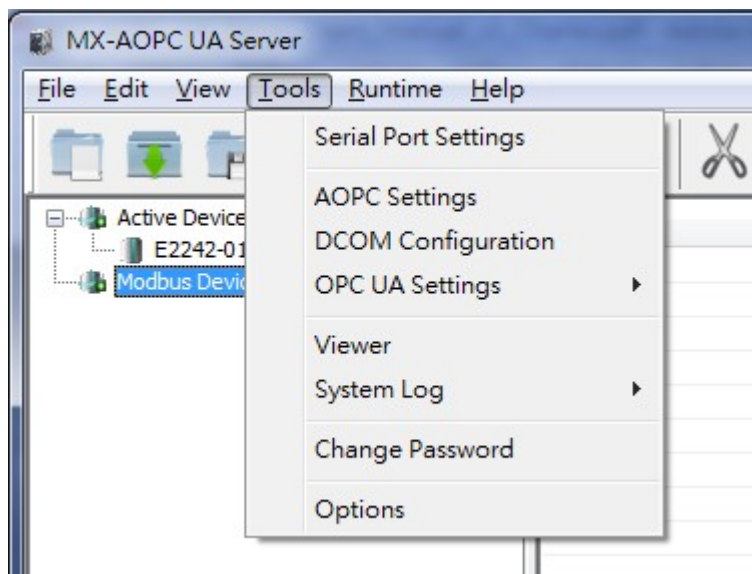 MX-AOPC UA Server
File Edit View Tools Runtime Help
Serial Port Settings
AOPC Settings
Active Device
DCOM Configuration
E2242-01
OPC UA Settings
Modbus Devic
Viewer
System Log
Change Password
Options